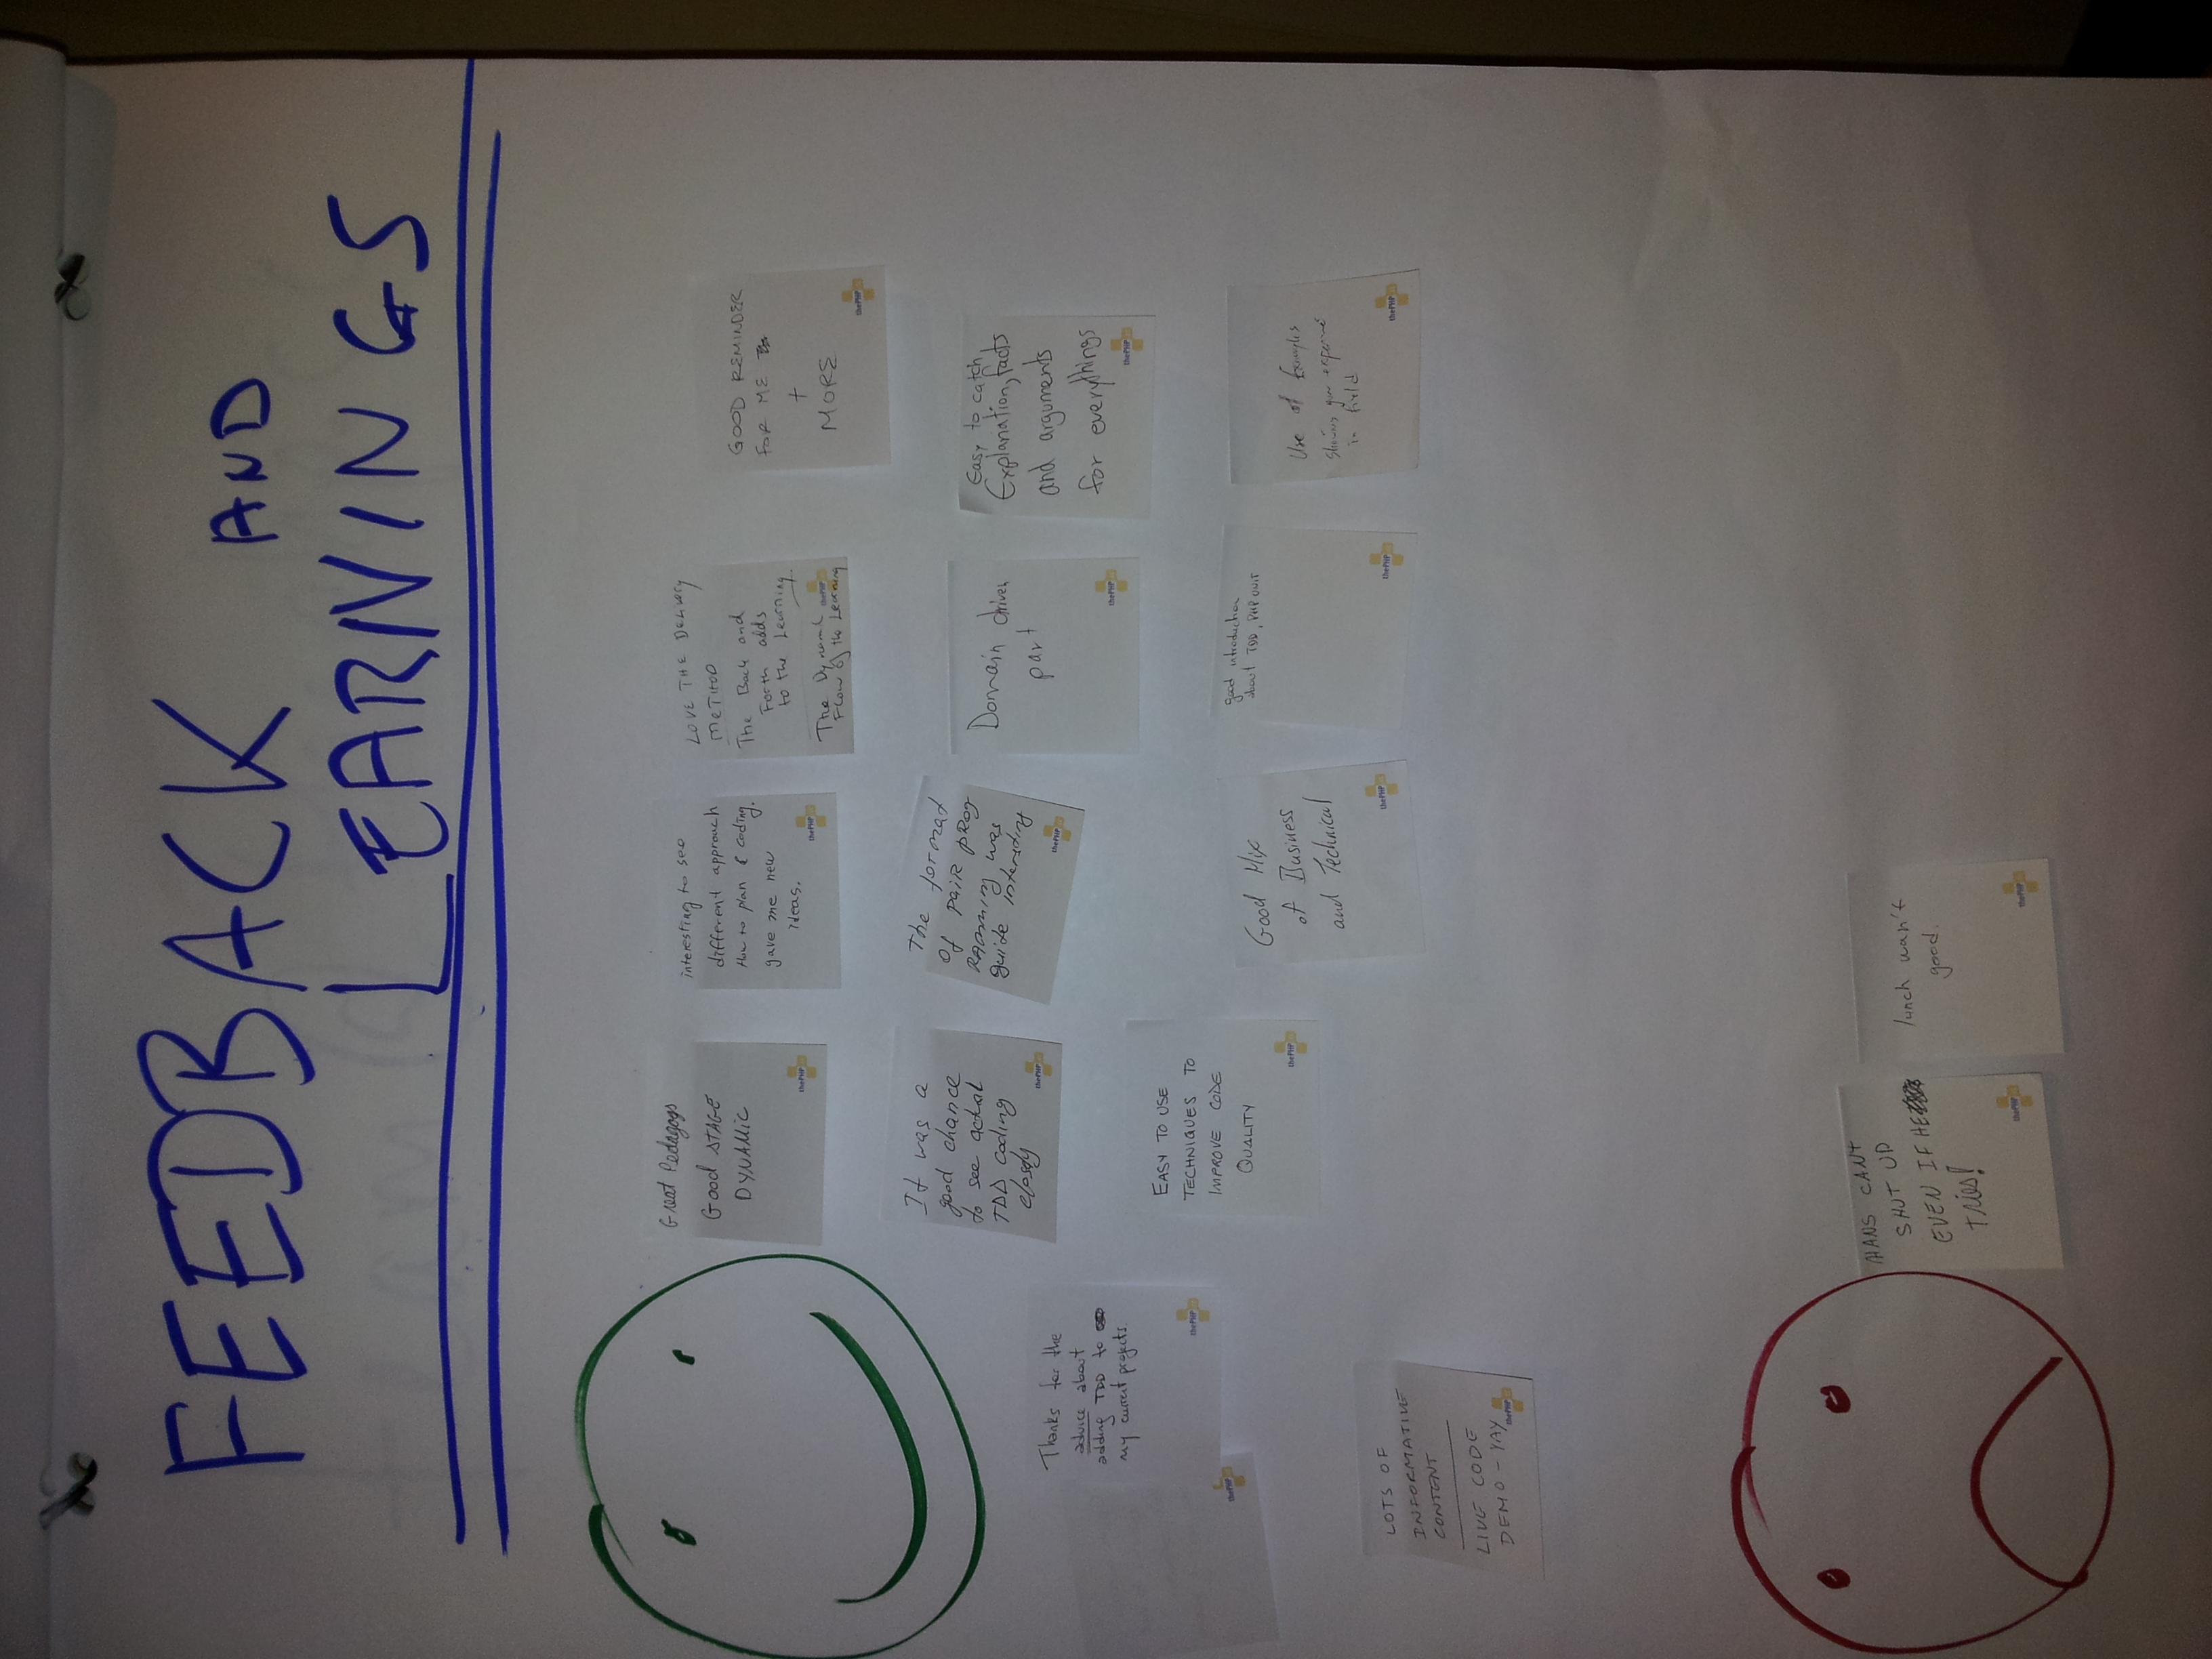 FEEDBACK AND
LEARNINGS
Great Pedagogs
Good STAGE
DYNAMIC
thePHP
interesting to see
different approach
How to plan & coding.
gave me new
ideas.
thePHP
LOVE THE DELIVERY
METHOD
The Back and
Forth adds
to the Learning
The Dynamic
Flow of the Learning
thePHP
GOOD REMINDER
FOR ME
+
MORE
thePHP
It was a
good chance
to see actual
TDD coding
closely
thePHP
The format
of PAIR PROG
RAMMING was
quite interesting
thePHP
Domain driven
part
thePHP
Easy to catch,
Explanation, facts
and arguments
for everythings
thePHP
Thanks for the
advice about
adding TDD to
my current projects.
thePHP
thePHP
EASY TO USE
TECHNIQUES TO
IMPROVE CODE
QUALITY
thePHP
Good Mix
of Business
and Technical
thePHP
good introduction
about TDD, PHP UNIT
thePHP
Use of Examples
showing your
in field
thePHP
LOTS OF
INFORMATIVE
CONTENT
LIVE CODE
DEMO - YAY
thePHP
HANS CANT
SHUT UP
EVEN IF HE
TRIES!
thePHP
lunch wasn't
good.
thePHP